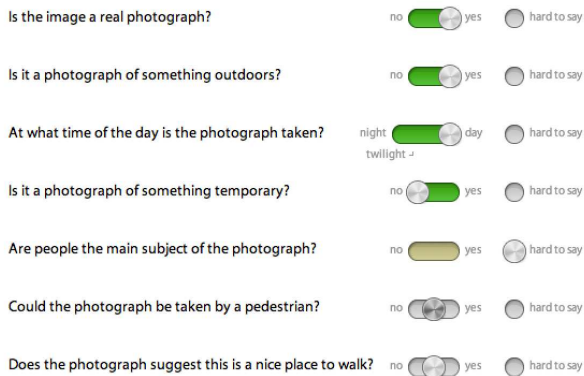 Is the image a real photograph? no yes hard to say
Is it a photograph of something outdoors? no yes hard to say
At what time of the day is the photograph taken? night day hard to say
twilight
Is it a photograph of something temporary? no yes hard to say
Are people the main subject of the photograph? no yes hard to say
Could the photograph be taken by a pedestrian? no yes hard to say
Does the photograph suggest this is a nice place to walk? no yes hard to say